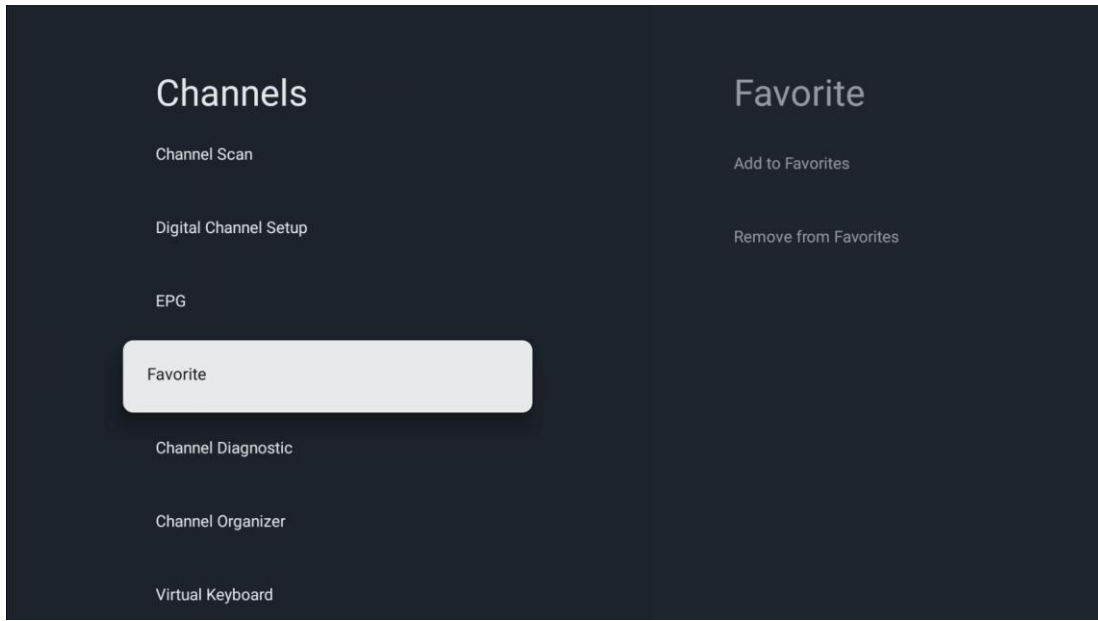 Channels
Channel Scan
Digital Channel Setup
EPG
Favorite
Channel Diagnostic
Channel Organizer
Virtual Keyboard
Favorite
Add to Favorites
Remove from Favorites